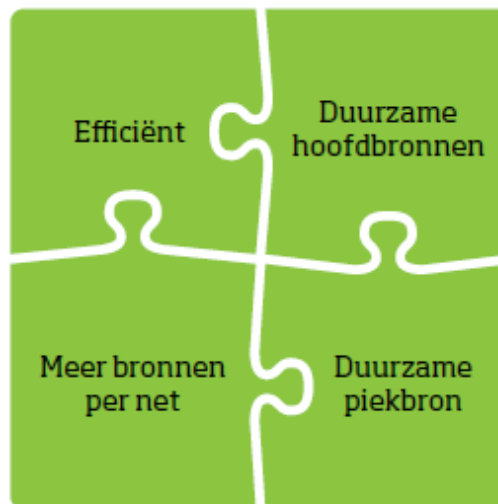 Efficiënt
Duurzame
hoofdbronnen
Meer bronnen
per net
Duurzame
piekbron